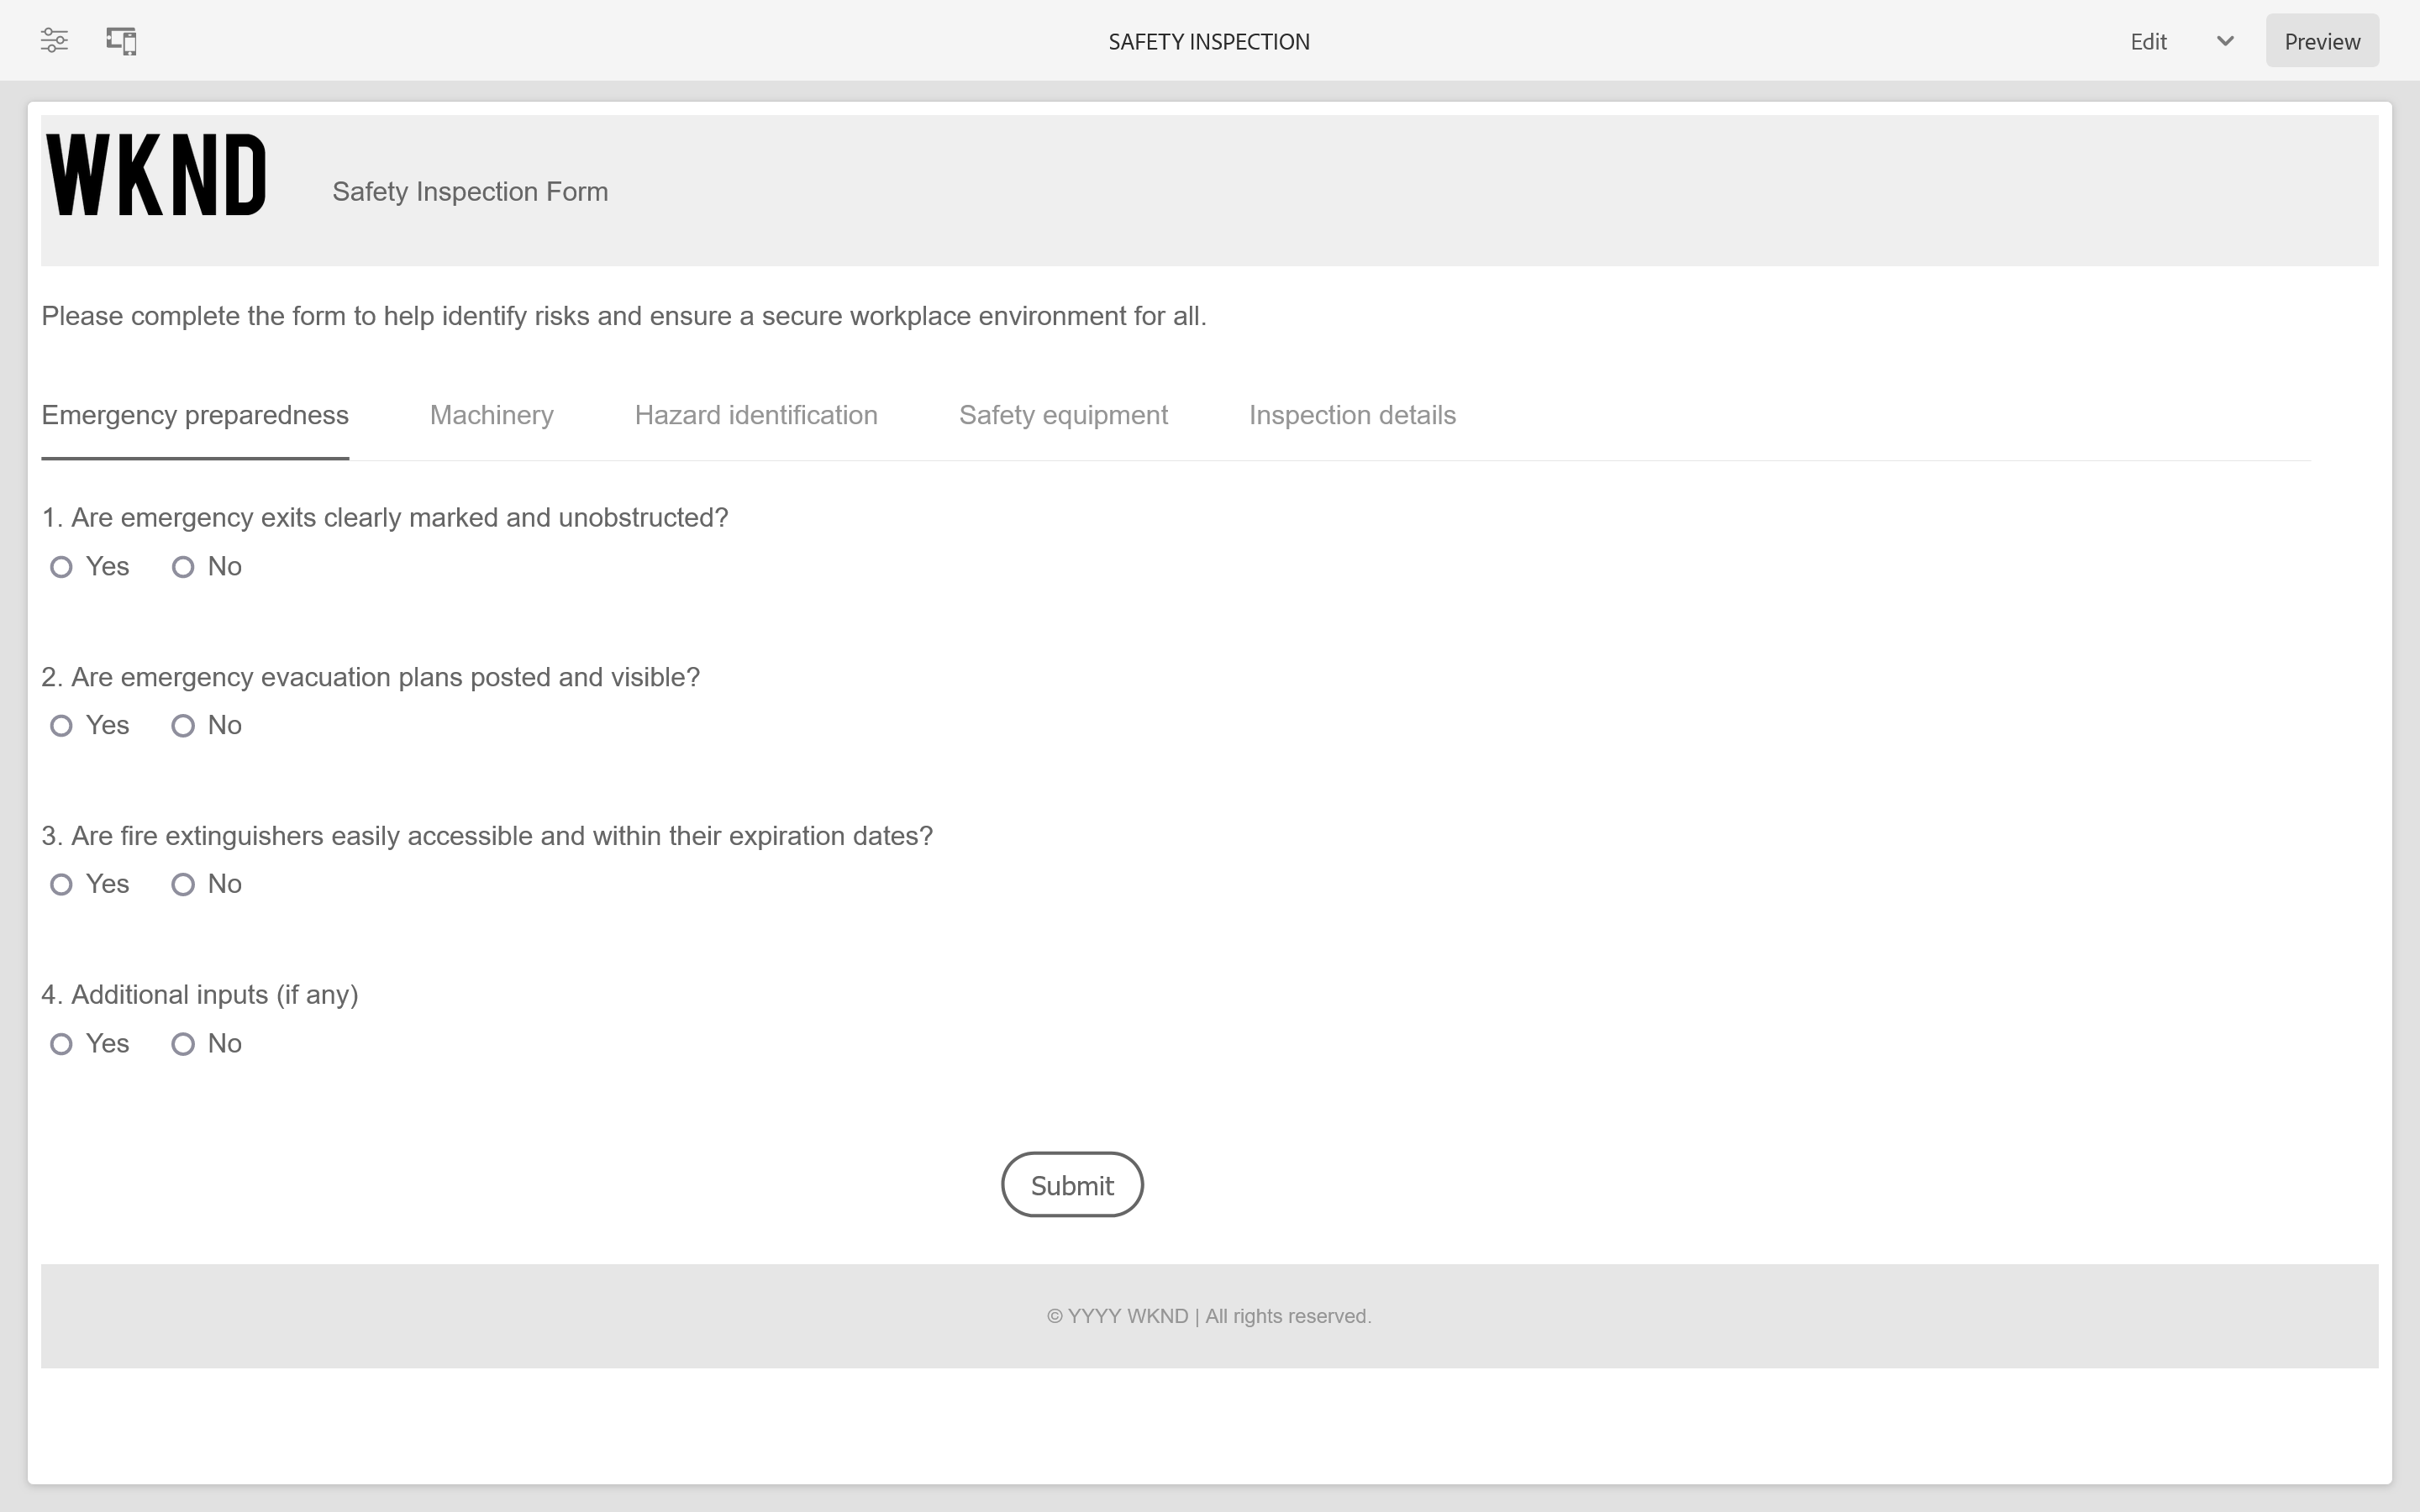 SAFETY INSPECTION
Edit
Preview
WKND
Safety Inspection Form
Please complete the form to help identify risks and ensure a secure workplace environment for all.
Emergency preparedness Machinery Hazard identification Safety equipment Inspection details
1. Are emergency exits clearly marked and unobstructed?
Yes No
2. Are emergency evacuation plans posted and visible?
Yes No
3. Are fire extinguishers easily accessible and within their expiration dates?
Yes No
4. Additional inputs (if any)
Yes No
Submit
© YYYY WKND | All rights reserved.